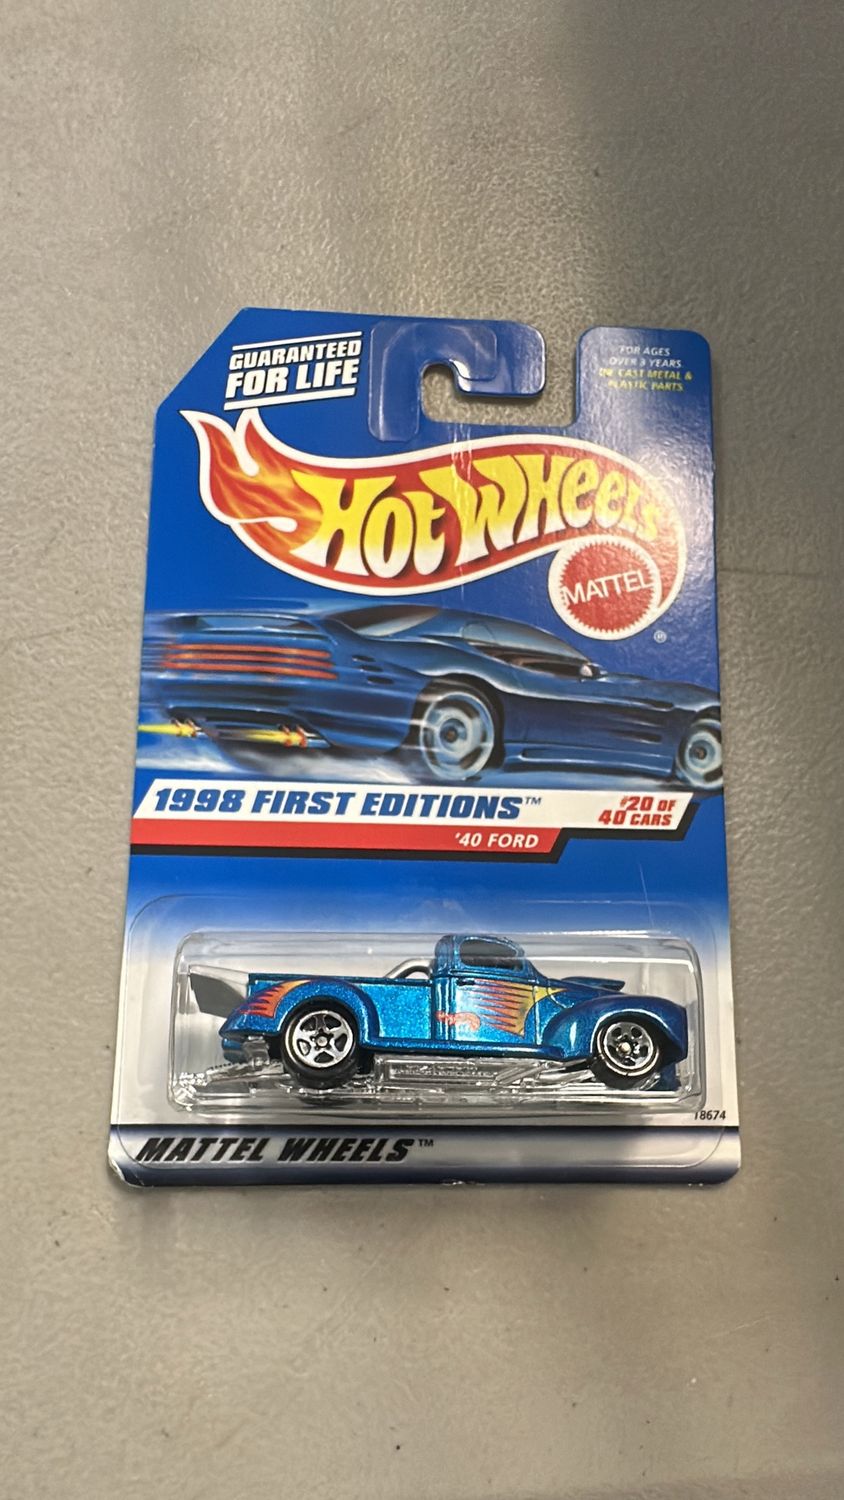 GUARANTEED
FOR LIFE
FOR AGES
OVER 3 YEARS.
DIE CAST METAL &
PLASTIC PARTS.
HOT WHEELS
MATTEL
®
1998 FIRST EDITIONS™
#20 OF
40 CARS
'40 FORD
18674
MATTEL WHEELS™